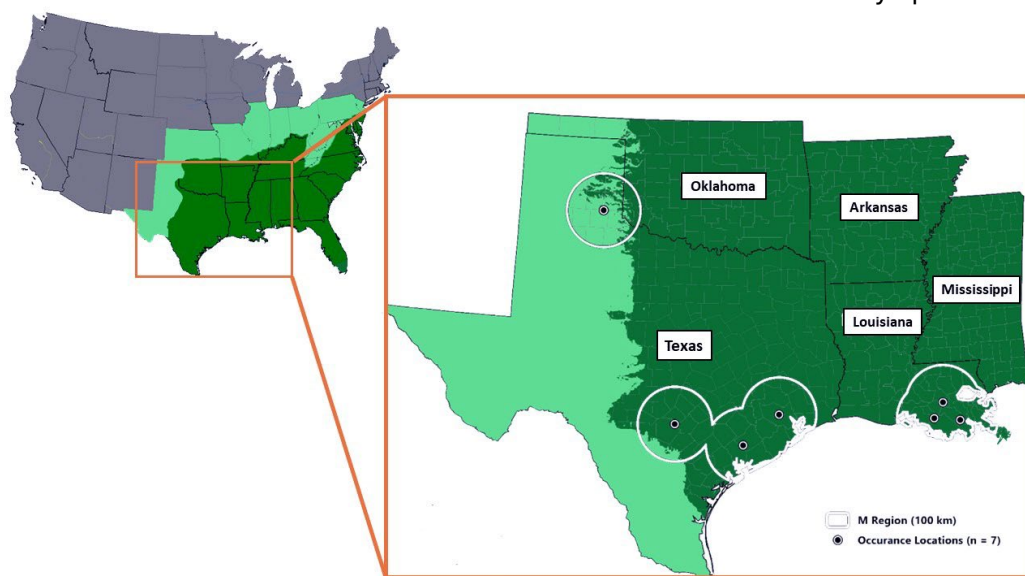 Oklahoma
Arkansas
Mississippi
Louisiana
Texas
M Region (100 km)
Occurance Locations (n = 7)